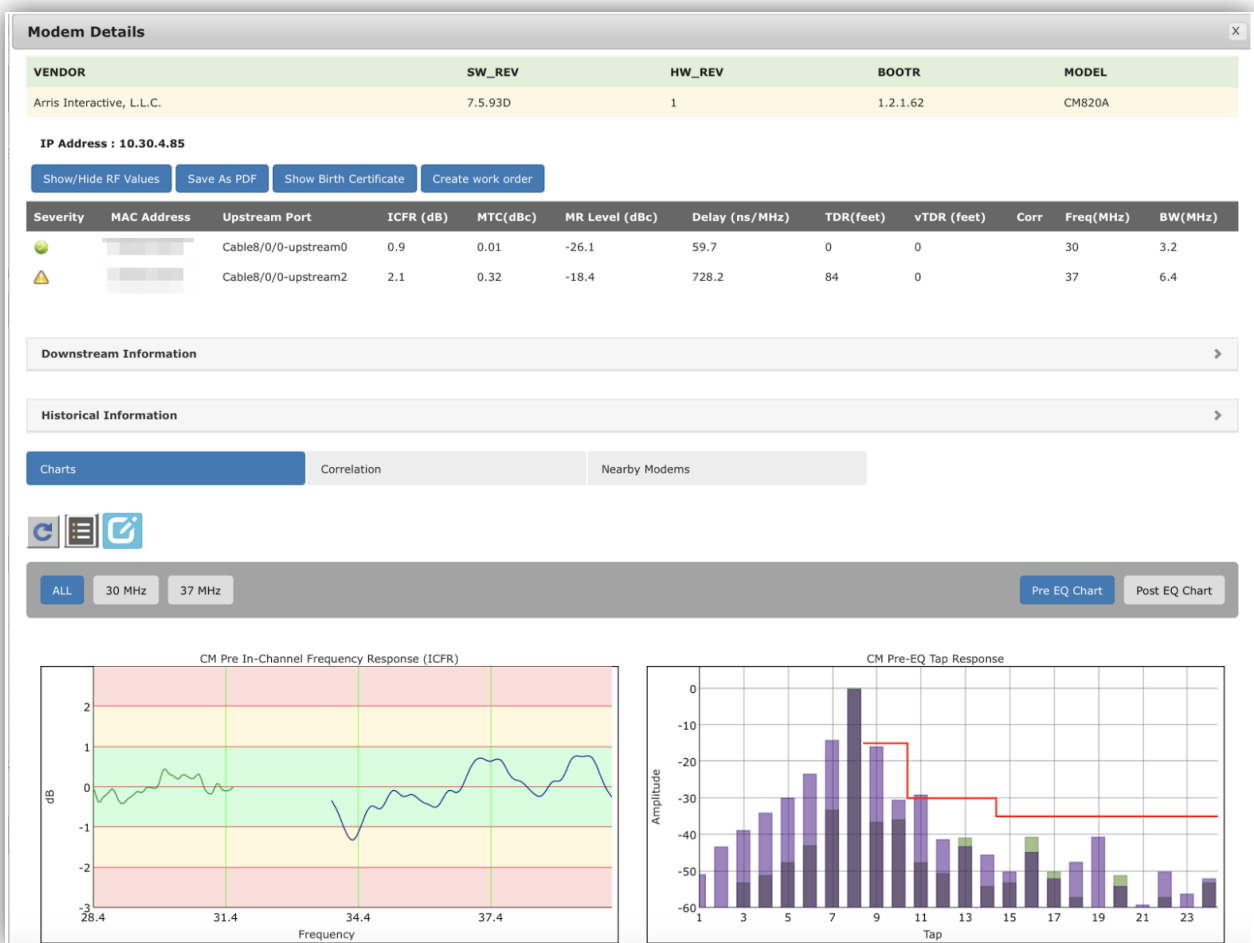 Modem Details X
VENDOR SW_REV HW_REV BOOTR MODEL
Arris Interactive, L.L.C. 7.5.93D 1 1.2.1.62 CM820A
IP Address : 10.30.4.85
Show/Hide RF Values Save As PDF Show Birth Certificate Create work order
Severity MAC Address Upstream Port ICFR (dB) MTC(dBc) MR Level (dBc) Delay (ns/MHz) TDR(feet) vTDR (feet) Corr Freq(MHz) BW(MHz)
Cable8/0/0-upstream0 0.9 0.01 -26.1 59.7 0 0 30 3.2
Cable8/0/0-upstream2 2.1 0.32 -18.4 728.2 84 0 37 6.4
Downstream Information
Historical Information
Charts Correlation Nearby Modems
ALL 30 MHz 37 MHz Pre EQ Chart Post EQ Chart
CM Pre In-Channel Frequency Response (ICFR)
2
1
0
-1
-2
-3
dB
28.4 31.4 34.4 37.4
Frequency
CM Pre-EQ Tap Response
0
-10
-20
-30
-40
-50
-60
Amplitude
1 3 5 7 9 11 13 15 17 19 21 23
Tap